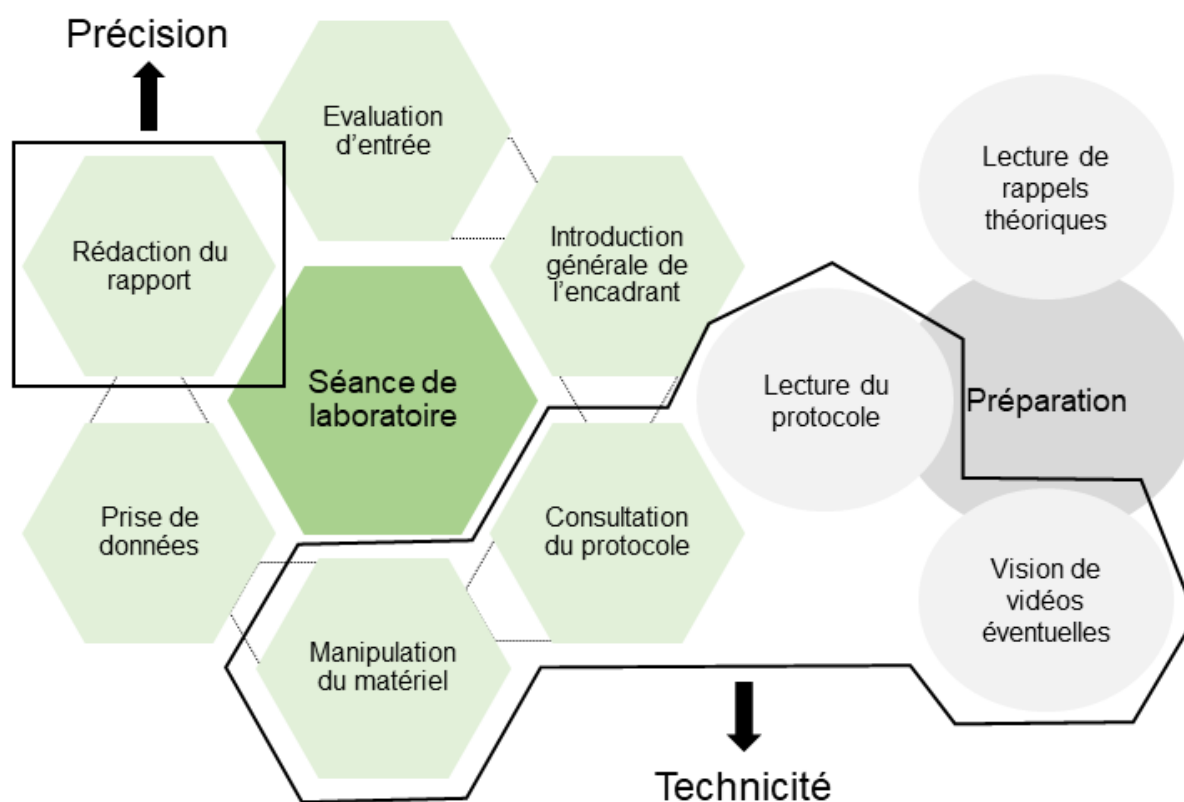 Précision
Evaluation
d’entrée
Lecture de
rappels
théoriques
Rédaction du
rapport
Introduction
générale de
l’encadrant
Séance de
laboratoire
Lecture du
protocole
Préparation
Prise de
données
Consultation
du protocole
Vision de
vidéos
éventuelles
Manipulation
du matériel
Technicité